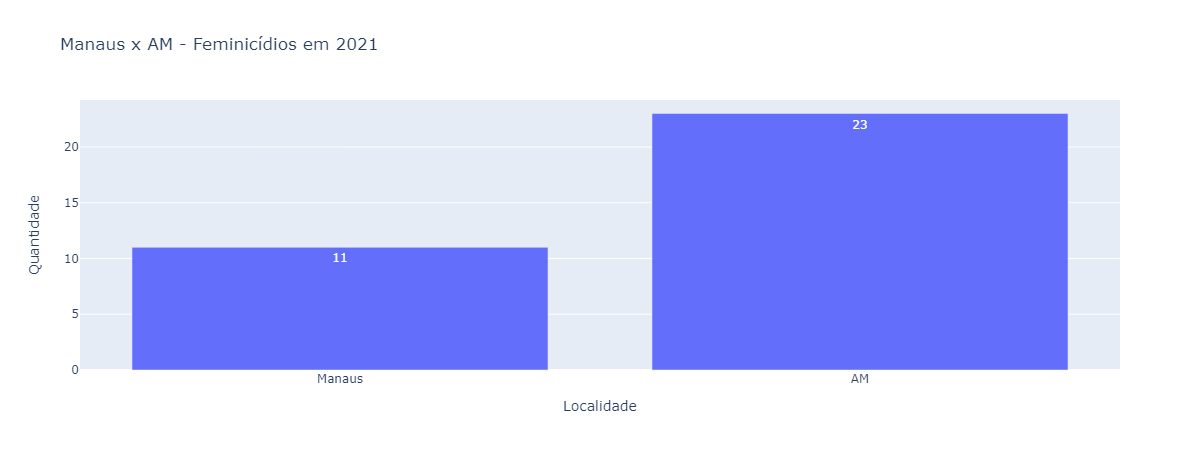 Manaus x AM - Feminicídios em 2021
Quantidade
20
15
10
5
0
11
23
Manaus
AM
Localidade